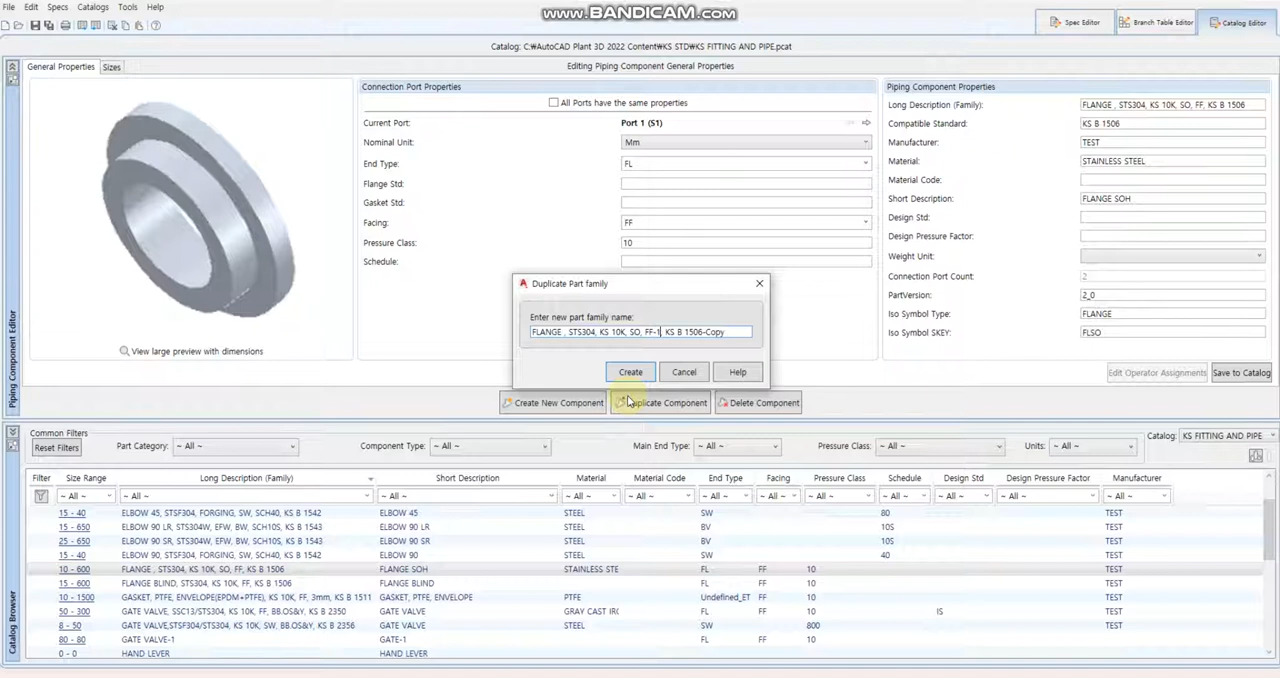 www.BANDICAM.com
File Edit Specs Catalogs Tools Help
Spec Editor Branch Table Editor Catalog Editor
Catalog: C:₩AutoCAD Plant 3D 2022 Content₩KS STD₩KS FITTING AND PIPE.pcat
General Properties Sizes
Editing Piping Component General Properties
Piping Component Editor
View large preview with dimensions
Connection Port Properties
All Ports have the same properties
Current Port: Port 1 (S1)
Nominal Unit: Mm
End Type: FL
Flange Std:
Gasket Std:
Facing: FF
Pressure Class: 10
Schedule:
Piping Component Properties
Long Description (Family): FLANGE , STS304, KS 10K, SO, FF, KS B 1506
Compatible Standard: KS B 1506
Manufacturer: TEST
Material: STAINLESS STEEL
Material Code:
Short Description: FLANGE SOH
Design Std:
Design Pressure Factor:
Weight Unit:
Connection Port Count: 2
PartVersion: 2_0
Iso Symbol Type: FLANGE
Iso Symbol SKEY: FLSO
Edit Operator Assignments Save to Catalog
Duplicate Part family
Enter new part family name:
FLANGE , STS304, KS 10K, SO, FF-1, KS B 1506-Copy
Create Cancel Help
Create New Component Duplicate Component Delete Component
Catalog Browser
Common Filters
Reset Filters Part Category: ~ All ~ Component Type: ~ All ~ Main End Type: ~ All ~ Pressure Class: ~ All ~ Units: ~ All ~ Catalog: KS FITTING AND PIPE
Filter Size Range Long Description (Family) Short Description Material Material Code End Type Facing Pressure Class Schedule Design Std Design Pressure Factor Manufacturer
~ All ~ ~ All ~ ~ All ~ ~ All ~ ~ All ~ ~ All ~ ~ All ~ ~ All ~ ~ All ~ ~ All ~ ~ All ~ ~ All ~
15 - 40 ELBOW 45, STSF304, FORGING, SW, SCH40, KS B 1542 ELBOW 45 STEEL SW 80 TEST
15 - 650 ELBOW 90 LR, STS304W, EFW, BW, SCH10S, KS B 1543 ELBOW 90 LR STEEL BV 10S TEST
25 - 650 ELBOW 90 SR, STS304W, EFW, BW, SCH10S, KS B 1543 ELBOW 90 SR STEEL BV 10S TEST
15 - 40 ELBOW 90, STSF304, FORGING, SW, SCH40, KS B 1542 ELBOW 90 STEEL SW 40 TEST
10 - 600 FLANGE , STS304, KS 10K, SO, FF, KS B 1506 FLANGE SOH STAINLESS STE FL FF 10 TEST
15 - 600 FLANGE BLIND, STS304, KS 10K, FF, KS B 1506 FLANGE BLIND FL FF 10 TEST
10 - 1500 GASKET, PTFE, ENVELOPE(EPDM+PTFE), KS 10K, FF, 3mm, KS B 1511 GASKET, PTFE, ENVELOPE PTFE Undefined_ET FF 10 TEST
50 - 300 GATE VALVE, SSC13/STS304, KS 10K, FF, BB.OS&Y, KS B 2350 GATE VALVE GRAY CAST IR( FL FF 10 IS TEST
8 - 50 GATE VALVE,STSF304/STS304, KS 10K, SW, BB.OS&Y, KS B 2356 GATE VALVE STEEL SW FF 800 TEST
80 - 80 GATE VALVE-1 GATE-1 FL FF 10 TEST
0 - 0 HAND LEVER HAND LEVER TEST